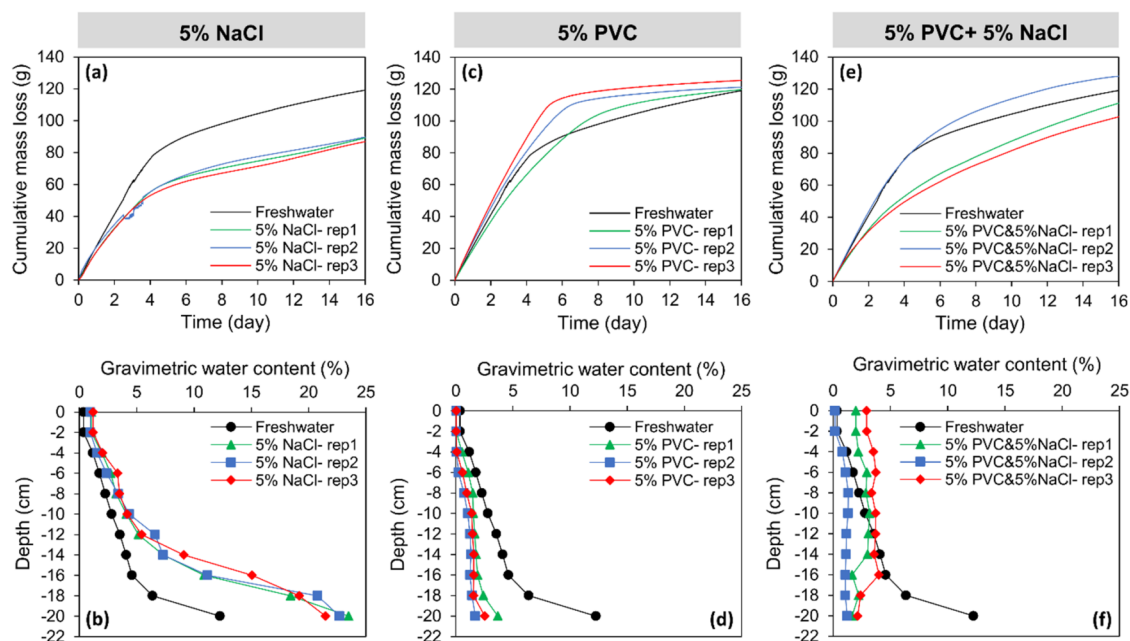 5% NaCl
5% PVC
5% PVC+ 5% NaCl
(a)
Cumulative mass loss (g)
140
120
100
80
60
40
20
0
Freshwater
5% NaCl- rep1
5% NaCl- rep2
5% NaCl- rep3
0 2 4 6 8 10 12 14 16
Time (day)
(c)
Cumulative mass loss (g)
140
120
100
80
60
40
20
0
Freshwater
5% PVC- rep1
5% PVC- rep2
5% PVC- rep3
0 2 4 6 8 10 12 14 16
Time (day)
(e)
Cumulative mass loss (g)
140
120
100
80
60
40
20
0
Freshwater
5% PVC&5%NaCl- rep1
5% PVC&5%NaCl- rep2
5% PVC&5%NaCl- rep3
0 2 4 6 8 10 12 14 16
Time (day)
Gravimetric water content (%)
0 5 10 15 20 25
Depth (cm)
0
-2
-4
-6
-8
-10
-12
-14
-16
-18
-20
-22
Freshwater
5% NaCl- rep1
5% NaCl- rep2
5% NaCl- rep3
(b)
Gravimetric water content (%)
0 5 10 15 20 25
Depth (cm)
0
-2
-4
-6
-8
-10
-12
-14
-16
-18
-20
-22
Freshwater
5% PVC- rep1
5% PVC- rep2
5% PVC- rep3
(d)
Gravimetric water content (%)
0 5 10 15 20 25
Depth (cm)
0
-2
-4
-6
-8
-10
-12
-14
-16
-18
-20
-22
Freshwater
5% PVC&5%NaCl- rep1
5% PVC&5%NaCl- rep2
5% PVC&5%NaCl- rep3
(f)